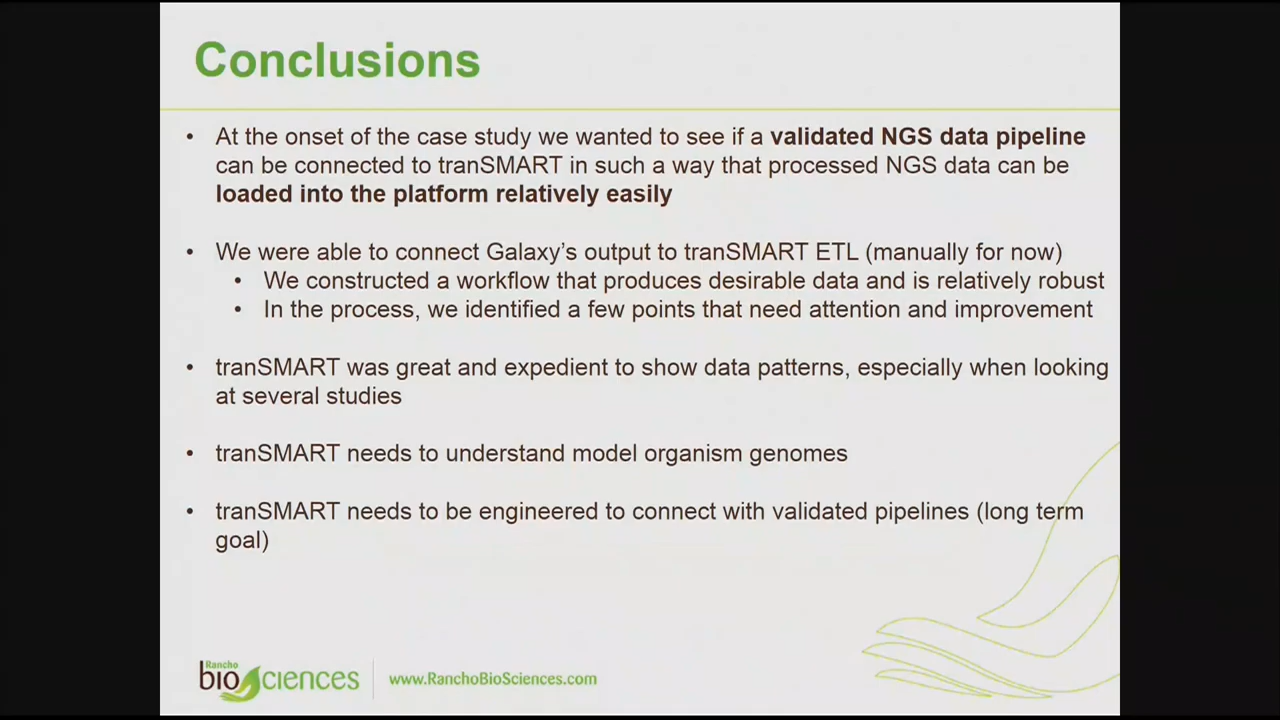 Conclusions
• At the onset of the case study we wanted to see if a validated NGS data pipeline
can be connected to tranSMART in such a way that processed NGS data can be
loaded into the platform relatively easily
• We were able to connect Galaxy's output to tranSMART ETL (manually for now)
• We constructed a workflow that produces desirable data and is relatively robust
• In the process, we identified a few points that need attention and improvement
• tranSMART was great and expedient to show data patterns, especially when looking
at several studies
• tranSMART needs to understand model organism genomes
• tranSMART needs to be engineered to connect with validated pipelines (long term
goal)
Rancho
bioSciences
www.RanchoBioSciences.com